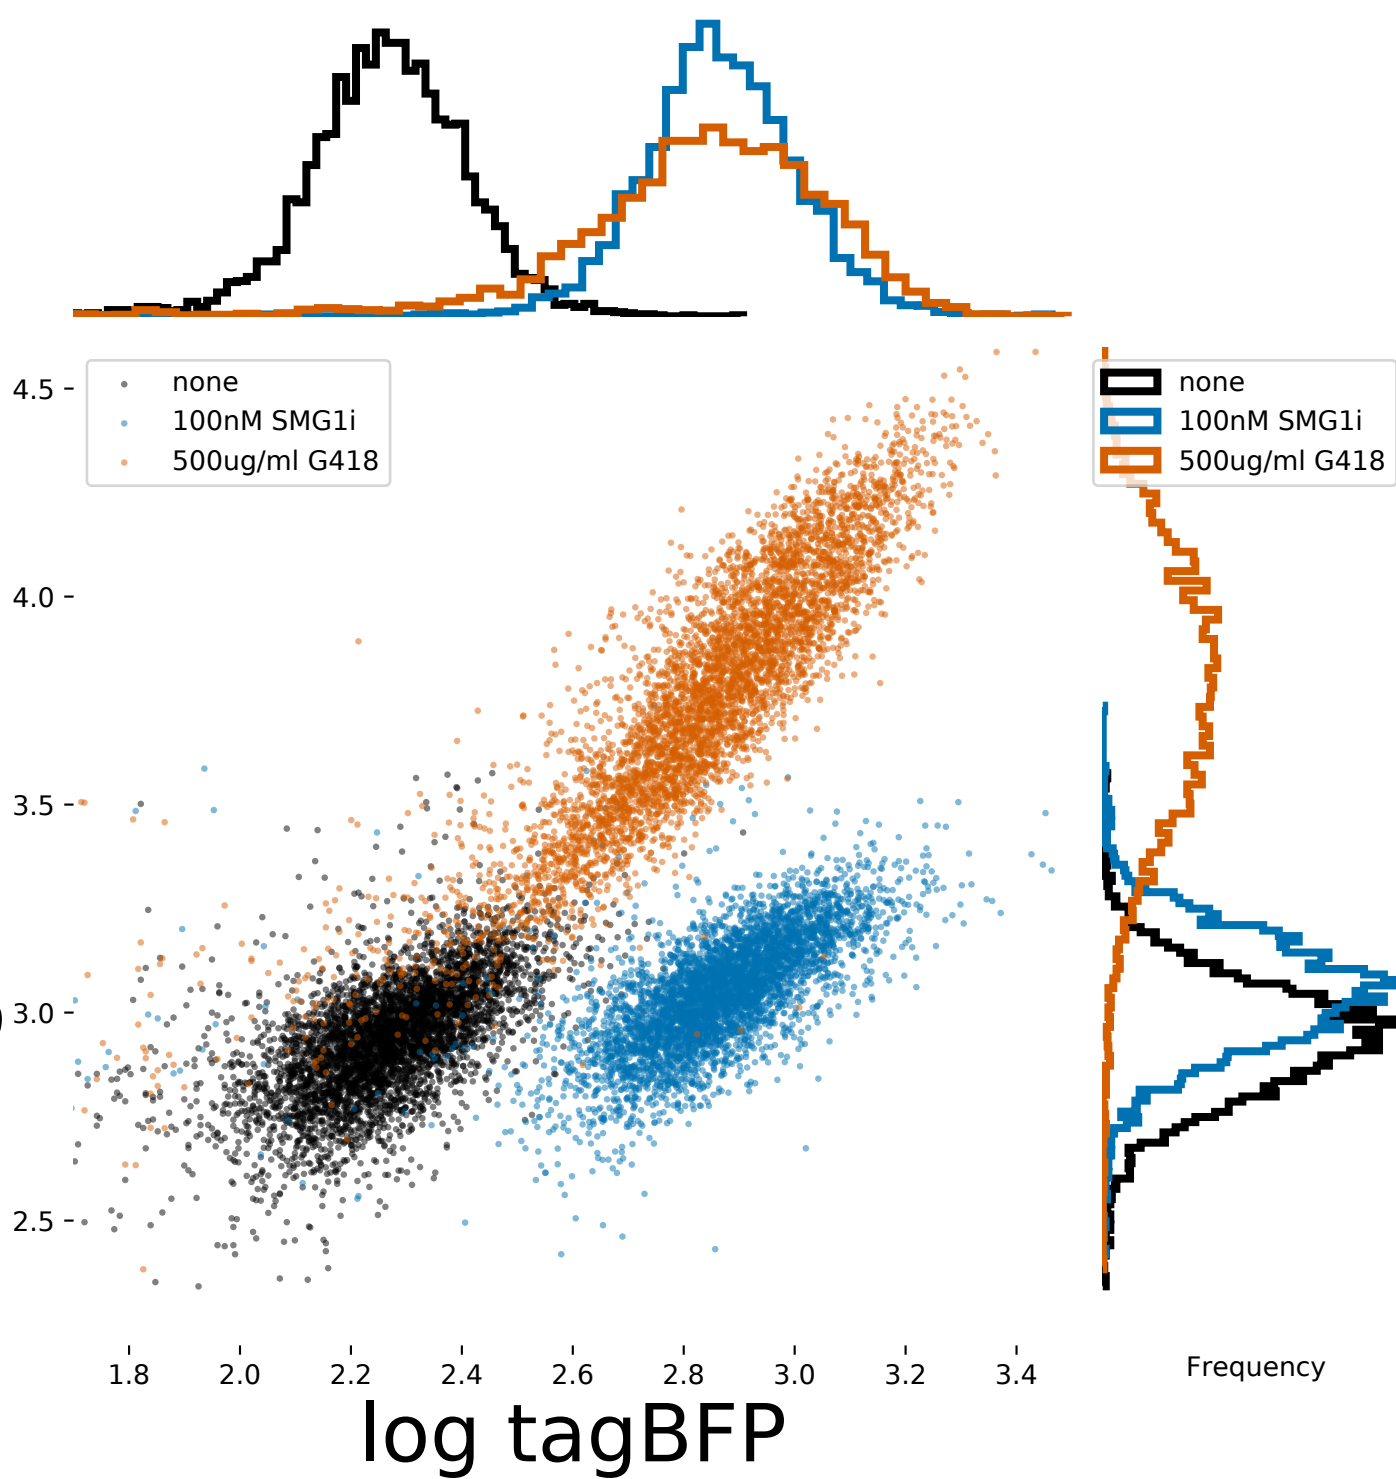 none
100nM SMG1i
500ug/ml G418
none
100nM SMG1i
500ug/ml G418
4.5
4.0
3.5
3.0
2.5
1.8 2.0 2.2 2.4 2.6 2.8 3.0 3.2 3.4
Frequency
log tagBFP